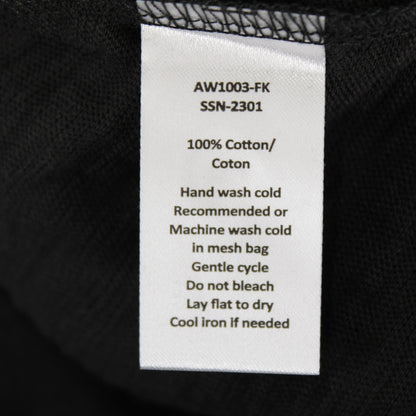 AW1003-FK
SSN-2301
100% Cotton/
Coton
Hand wash cold
Recommended or
Machine wash cold
in mesh bag
Gentle cycle
Do not bleach
Lay flat to dry
Cool iron if needed